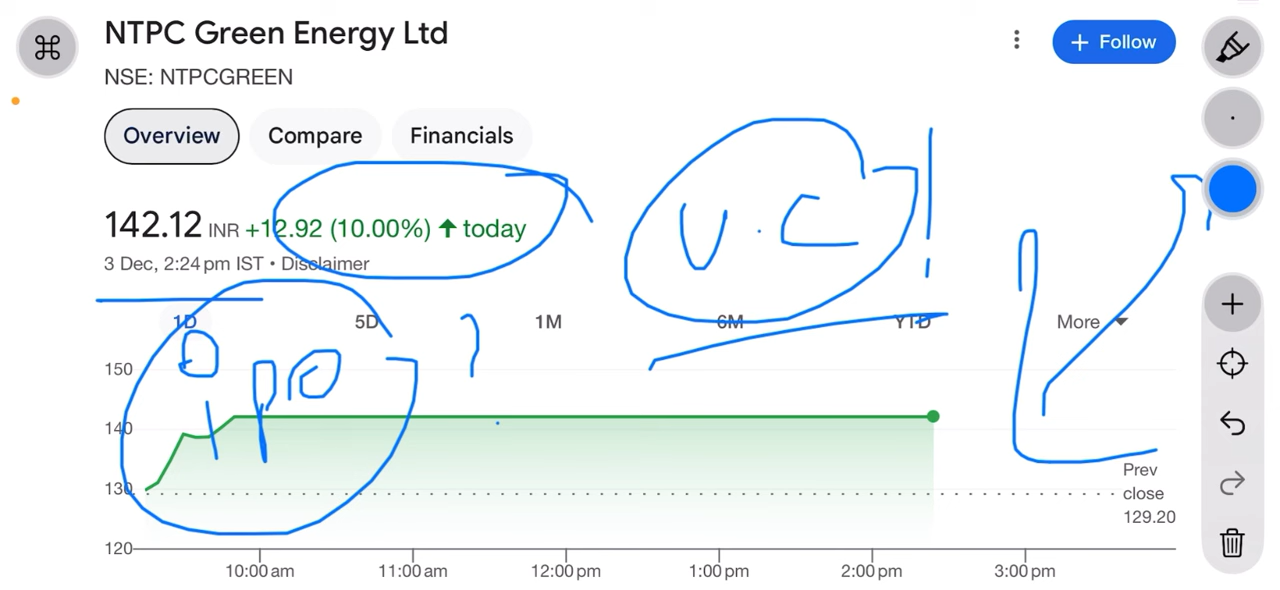 NTPC Green Energy Ltd
+ Follow
NSE: NTPCGREEN
Overview Compare Financials
142.12 INR +12.92 (10.00%) ↑ today
3 Dec, 2:24 pm IST • Disclaimer
U.C !
1D 5D 1M 6M YTD More
150
140
130
120
Prev
close
129.20
10:00 am 11:00 am 12:00 pm 1:00 pm 2:00 pm 3:00 pm